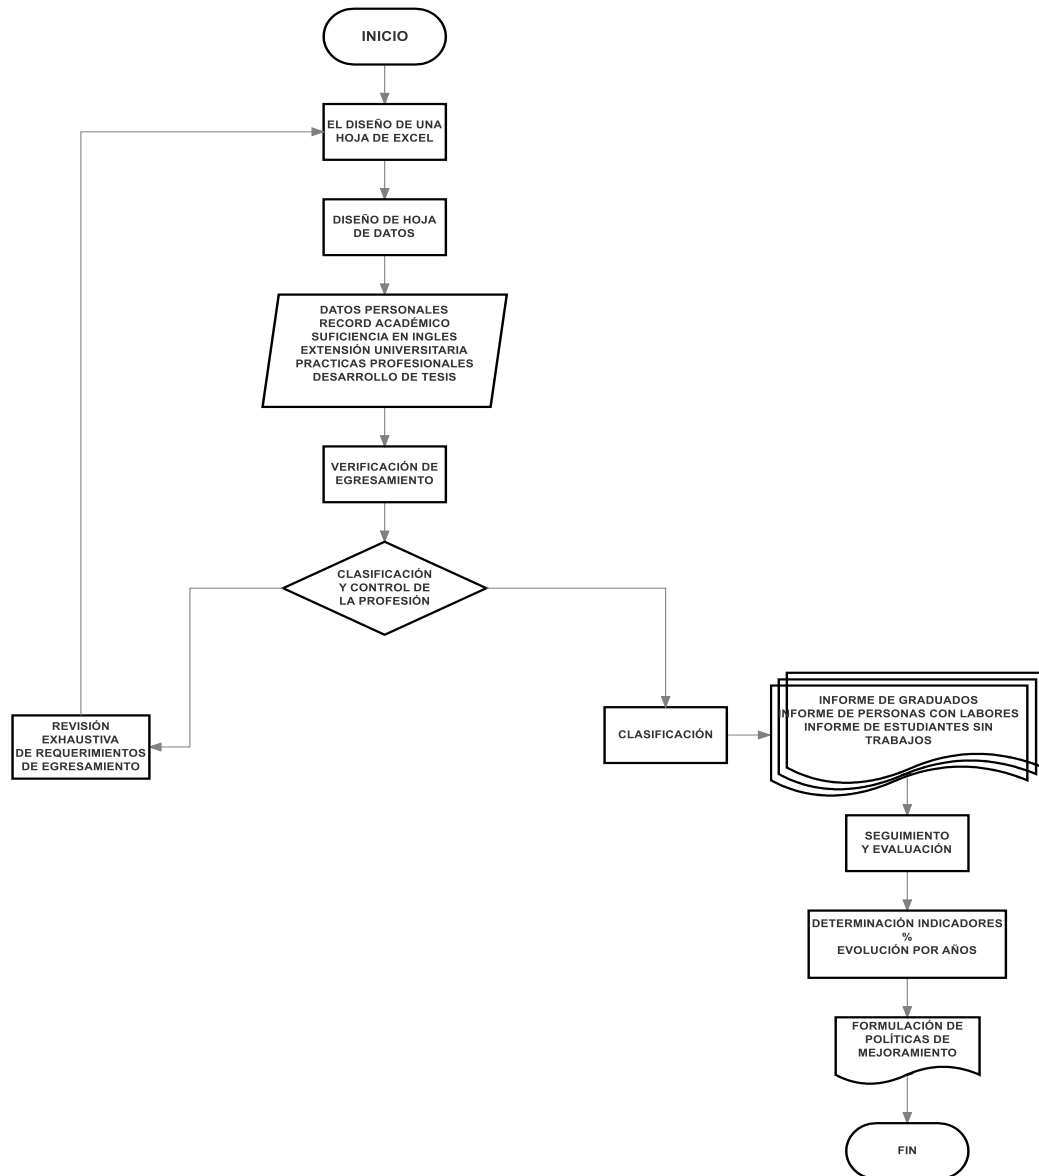 INICIO
EL DISEÑO DE UNA
HOJA DE EXCEL
DISEÑO DE HOJA
DE DATOS
DATOS PERSONALES
RECORD ACADÉMICO
SUFICIENCIA EN INGLES
EXTENSIÓN UNIVERSITARIA
PRACTICAS PROFESIONALES
DESARROLLO DE TESIS
VERIFICACIÓN DE
EGRESAMIENTO
CLASIFICACIÓN
Y CONTROL DE
LA PROFESIÓN
REVISIÓN
EXHAUSTIVA
DE REQUERIMIENTOS
DE EGRESAMIENTO
CLASIFICACIÓN
INFORME DE GRADUADOS
INFORME DE PERSONAS CON LABORES
INFORME DE ESTUDIANTES SIN
TRABAJOS
SEGUIMIENTO
Y EVALUACIÓN
DETERMINACIÓN INDICADORES
%
EVOLUCIÓN POR AÑOS
FORMULACIÓN DE
POLÍTICAS DE
MEJORAMIENTO
FIN